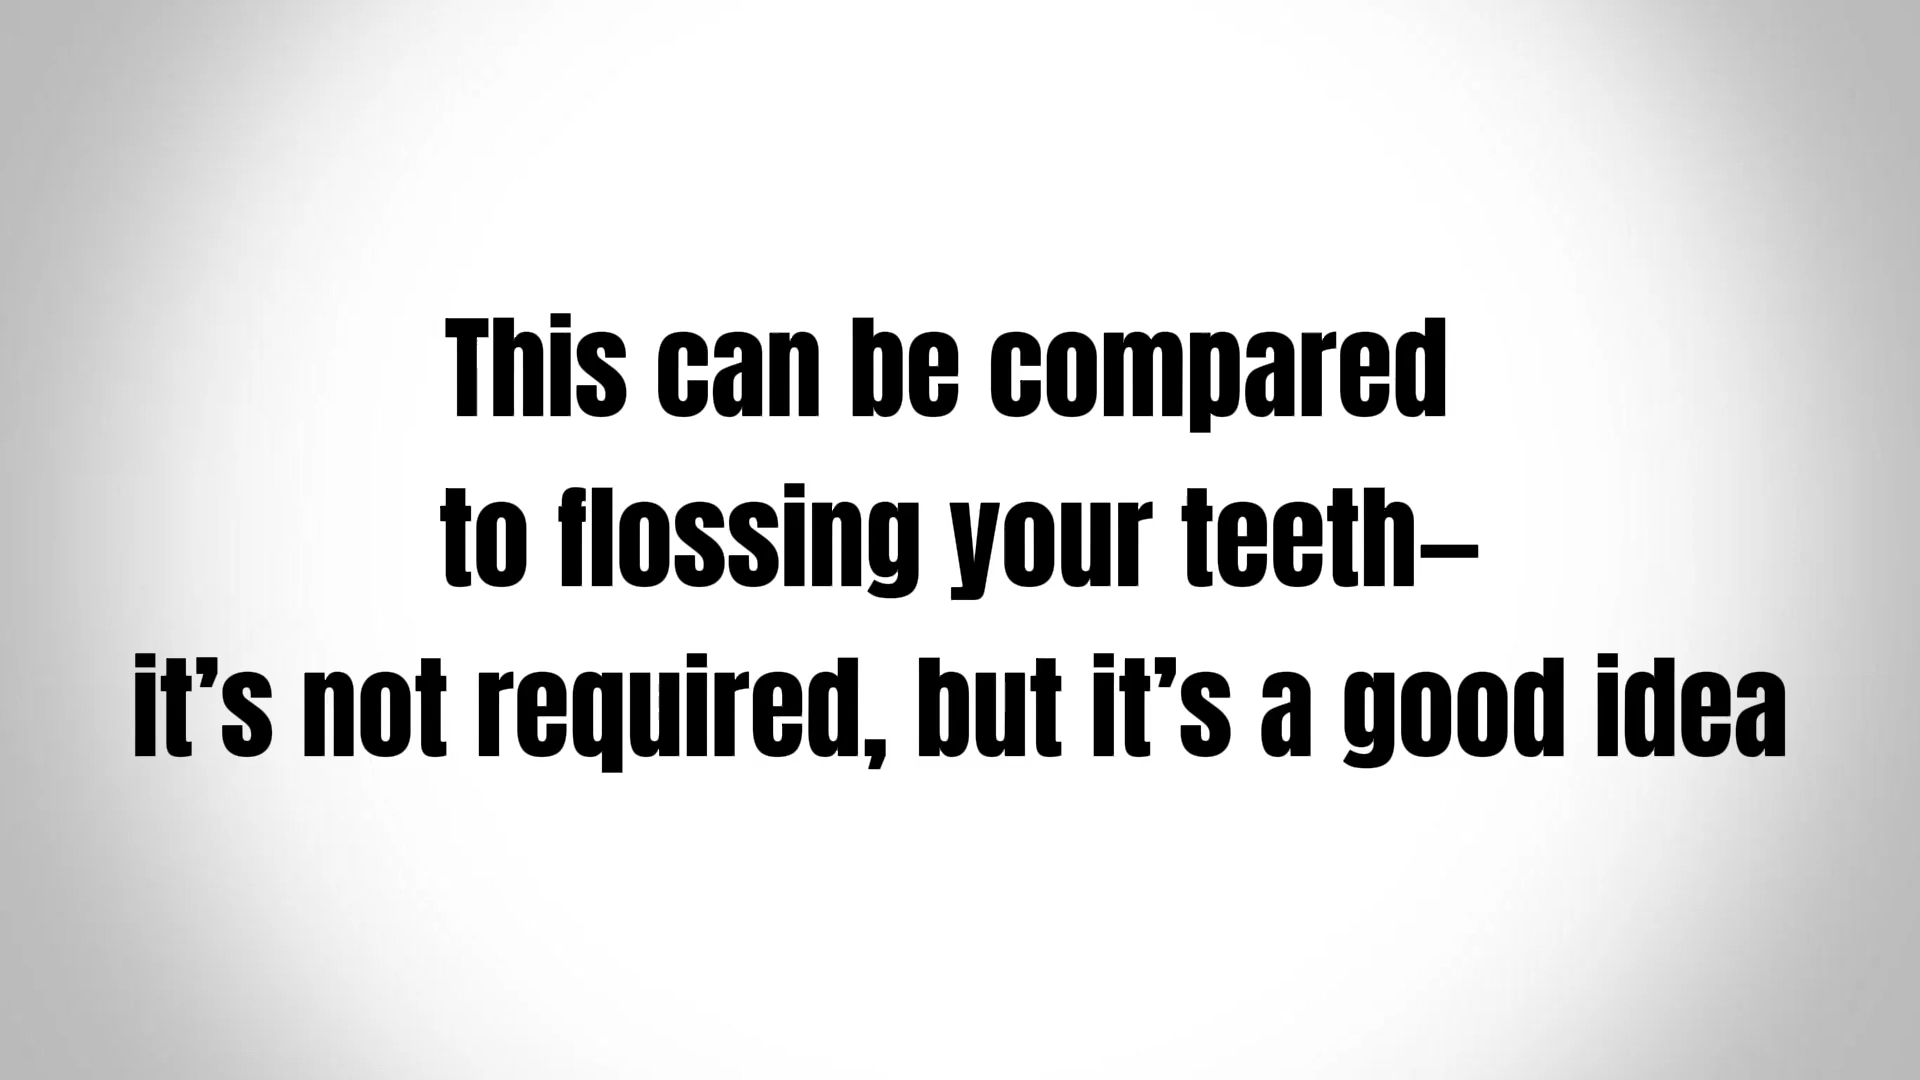 This can be compared
to flossing your teeth–
it’s not required, but it’s a good idea